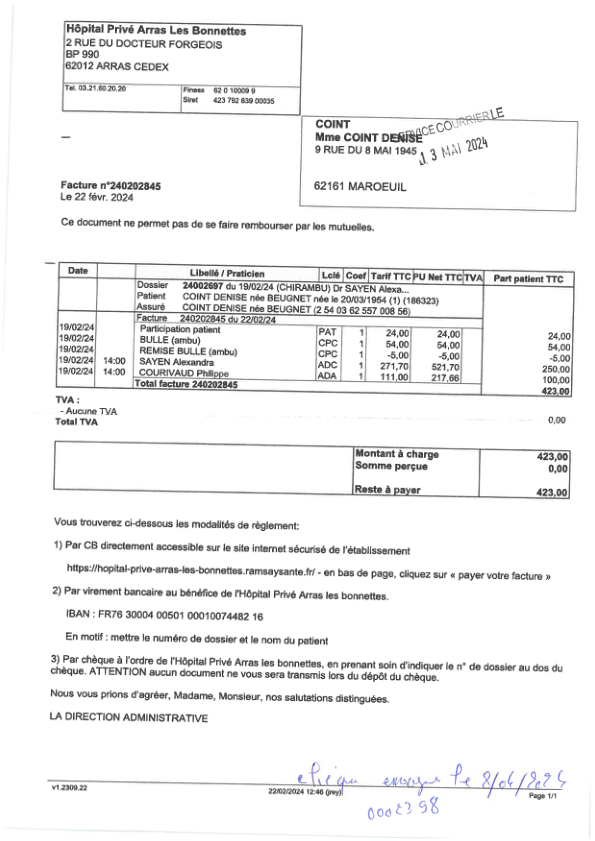 Hôpital Privé Arras Les Bonnettes
2 RUE DU DOCTEUR FORGEOIS
BP 990
62012 ARRAS CEDEX
Tel. 03.21.60.20.20 Finess 62 0 10009 9
Siret 423 792 639 00035
COINT
Mme COINT DENISE
9 RUE DU 8 MAI 1945
62161 MAROEUIL
SERVICE COURRIER LE
13 MAI 2024
Facture n°240202845
Le 22 févr. 2024
Ce document ne permet pas de se faire rembourser par les mutuelles.
Date Libellé / Praticien Lclé Coef Tarif TTC PU Net TTC TVA Part patient TTC
Dossier 24002697 du 19/02/24 (CHIRAMBU) Dr SAYEN Alexa...
Patient COINT DENISE née BEUGNET née le 20/03/1954 (1) (186323)
Assuré COINT DENISE née BEUGNET (2 54 03 62 557 008 56)
Facture 240202845 du 22/02/24
19/02/24 Participation patient PAT 1 24,00 24,00 24,00
19/02/24 BULLE (ambu) CPC 1 54,00 54,00 54,00
19/02/24 REMISE BULLE (ambu) CPC 1 -5,00 -5,00 -5,00
19/02/24 14:00 SAYEN Alexandra ADC 1 271,70 521,70 250,00
19/02/24 14:00 COURIVAUD Philippe ADA 1 111,00 217,66 100,00
Total facture 240202845 423,00
TVA :
- Aucune TVA
Total TVA 0,00
Montant à charge 423,00
Somme perçue 0,00
Reste à payer 423,00
Vous trouverez ci-dessous les modalités de règlement:
1) Par CB directement accessible sur le site internet sécurisé de l'établissement
https://hopital-prive-arras-les-bonnettes.ramsaysante.fr/ - en bas de page, cliquez sur « payer votre facture »
2) Par virement bancaire au bénéfice de l'Hôpital Privé Arras les Bonnettes.
IBAN : FR76 30004 00501 00010074482 16
En motif : mettre le numéro de dossier et le nom du patient
3) Par chèque à l'ordre de l'Hôpital Privé Arras les bonnettes, en prenant soin d'indiquer le n° de dossier au dos du
chèque. ATTENTION aucun document ne vous sera transmis lors du dépôt du chèque.
Nous vous prions d'agréer, Madame, Monsieur, nos salutations distinguées.
LA DIRECTION ADMINISTRATIVE
le 8/04/2024
0002398
v1.2309.22 22/02/2024 12:46 (jrey) Page 1/1